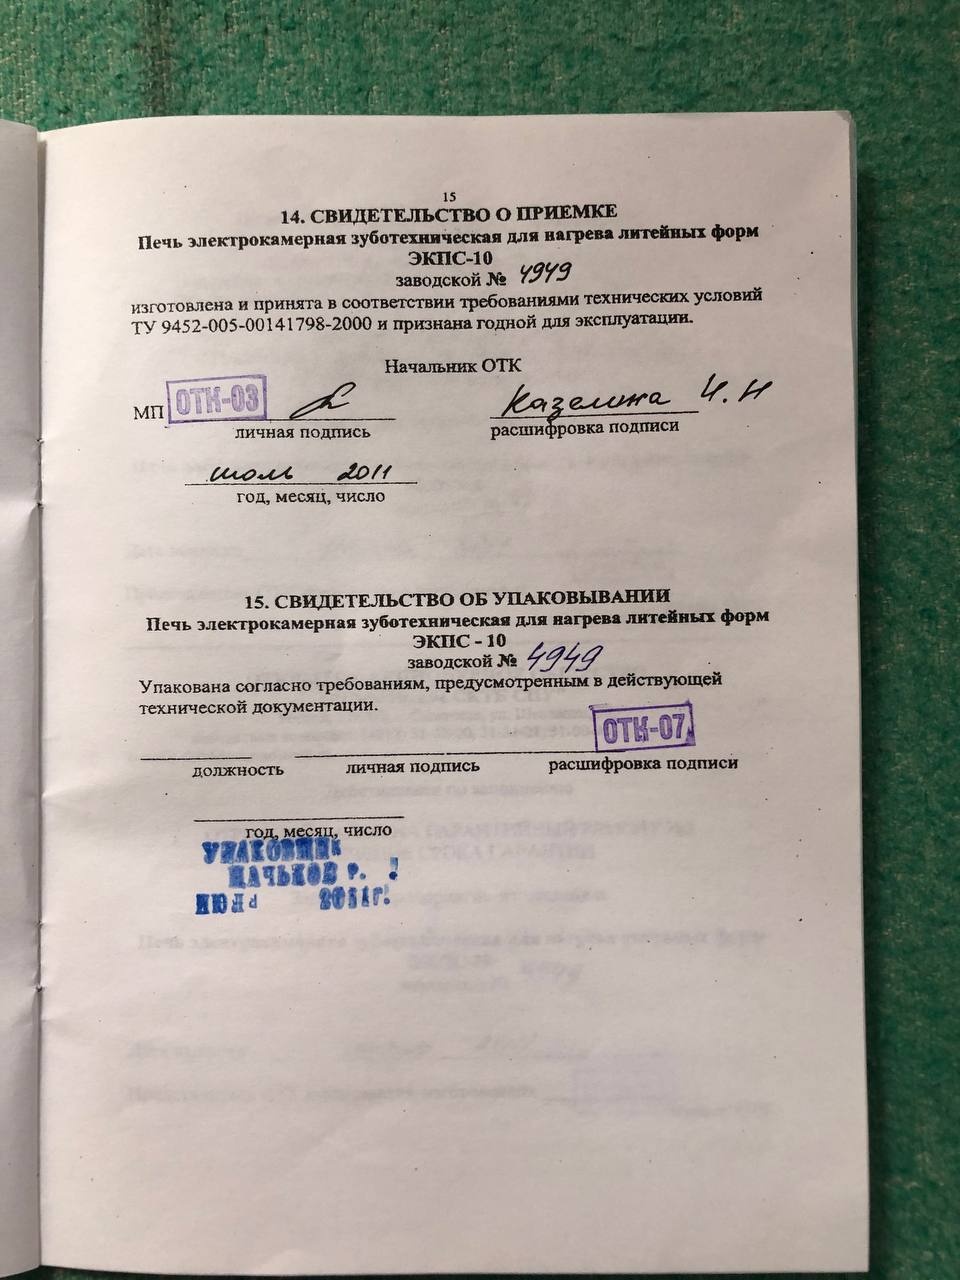 15
14. СВИДЕТЕЛЬСТВО О ПРИЕМКЕ
Печь электрокамерная зуботехническая для нагрева литейных форм
ЭКПС-10
заводской № 4949
изготовлена и принята в соответствии требованиями технических условий
ТУ 9452-005-00141798-2000 и признана годной для эксплуатации.
Начальник ОТК
МП ОТК-03 Казелина
личная подпись расшифровка подписи
июль 2011
год, месяц, число
15. СВИДЕТЕЛЬСТВО ОБ УПАКОВЫВАНИИ
Печь электрокамерная зуботехническая для нагрева литейных форм
ЭКПС - 10
заводской № 4949
Упакована согласно требованиям, предусмотренным в действующей
технической документации.
ОТК-07
должность личная подпись расшифровка подписи
год, месяц, число
УПАКОВЩИК
НАЧЬКОВ Р.
ИЮЛЬ 2011г.